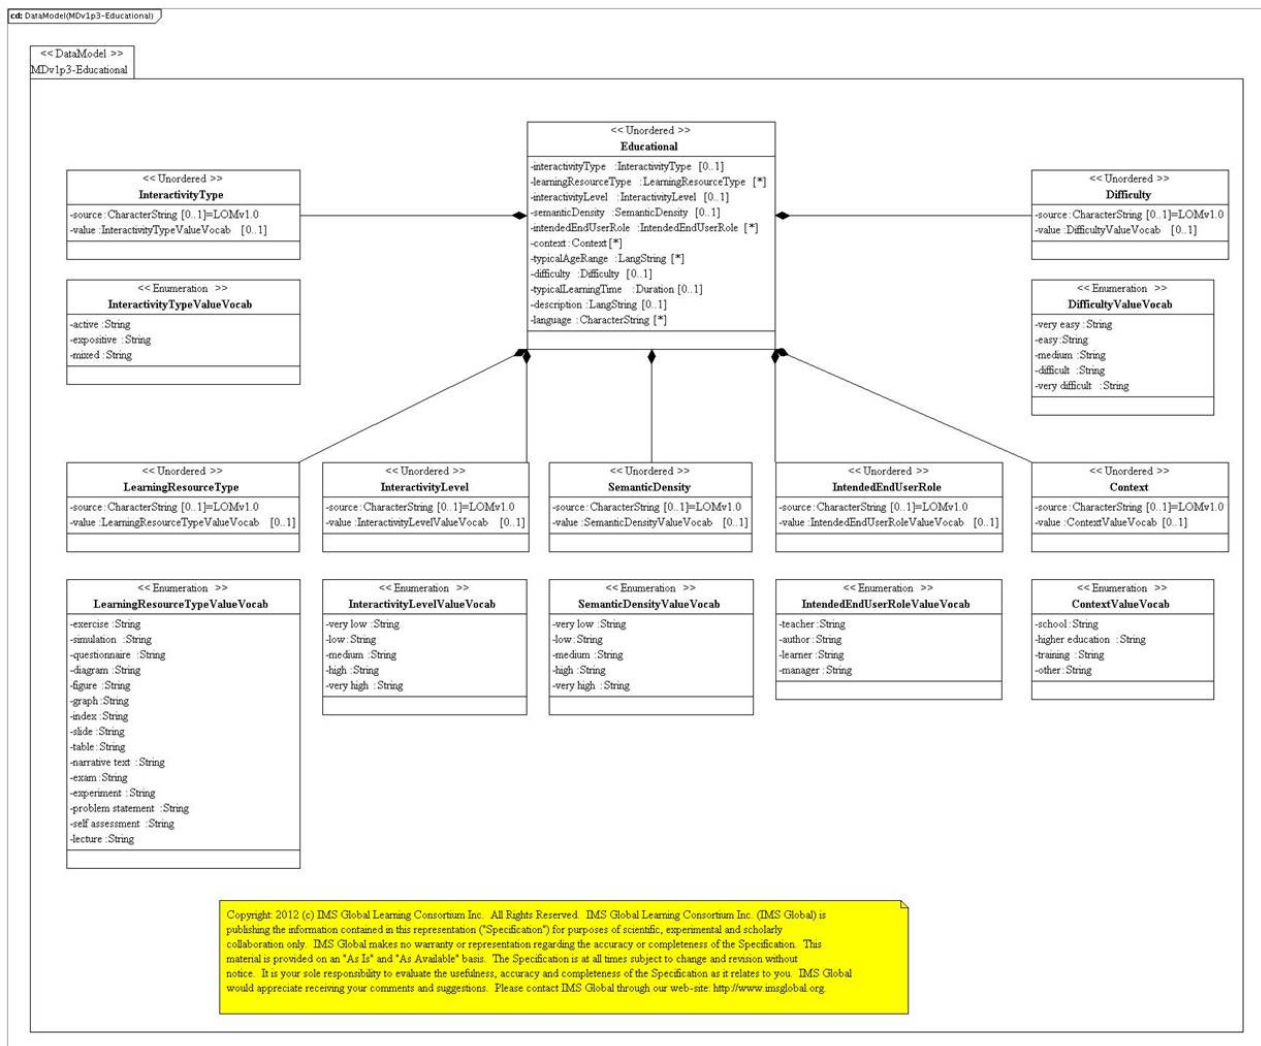 cd: DataModel(MDv1p3-Educational)
<< DataModel >>
MDv1p3-Educational
<< Unordered >>
Educational
-interactivityType :InteractivityType [0..1]
-learningResourceType :LearningResourceType [*]
-interactivityLevel :InteractivityLevel [0..1]
-semanticDensity :SemanticDensity [0..1]
-intendedEndUserRole :IntendedEndUserRole [*]
-context :Context [*]
-typicalAgeRange :LangString [*]
-difficulty :Difficulty [0..1]
-typicalLearningTime :Duration [0..1]
-description :LangString [0..1]
-language :CharacterString [*]
<< Unordered >>
InteractivityType
-source :CharacterString [0..1]=LOMv1.0
-value :InteractivityTypeValueVocab [0..1]
<< Enumeration >>
InteractivityTypeValueVocab
-active :String
-expositive :String
-mixed :String
<< Unordered >>
Difficulty
-source :CharacterString [0..1]=LOMv1.0
-value :DifficultyValueVocab [0..1]
<< Enumeration >>
DifficultyValueVocab
-very easy :String
-easy :String
-medium :String
-difficult :String
-very difficult :String
<< Unordered >>
LearningResourceType
-source :CharacterString [0..1]=LOMv1.0
-value :LearningResourceTypeValueVocab [0..1]
<< Unordered >>
InteractivityLevel
-source :CharacterString [0..1]=LOMv1.0
-value :InteractivityLevelValueVocab [0..1]
<< Unordered >>
SemanticDensity
-source :CharacterString [0..1]=LOMv1.0
-value :SemanticDensityValueVocab [0..1]
<< Unordered >>
IntendedEndUserRole
-source :CharacterString [0..1]=LOMv1.0
-value :IntendedEndUserRoleValueVocab [0..1]
<< Unordered >>
Context
-source :CharacterString [0..1]=LOMv1.0
-value :ContextValueVocab [0..1]
<< Enumeration >>
LearningResourceTypeValueVocab
-exercise :String
-simulation :String
-questionnaire :String
-diagram :String
-figure :String
-graph :String
-index :String
-slide :String
-table :String
-narrative text :String
-exam :String
-experiment :String
-problem statement :String
-self assessment :String
-lecture :String
<< Enumeration >>
InteractivityLevelValueVocab
-very low :String
-low :String
-medium :String
-high :String
-very high :String
<< Enumeration >>
SemanticDensityValueVocab
-very low :String
-low :String
-medium :String
-high :String
-very high :String
<< Enumeration >>
IntendedEndUserRoleValueVocab
-teacher :String
-author :String
-learner :String
-manager :String
<< Enumeration >>
ContextValueVocab
-school :String
-higher education :String
-training :String
-other :String
Copyright: 2012 (c) IMS Global Learning Consortium Inc. All Rights Reserved. IMS Global Learning Consortium Inc. (IMS Global) is
publishing the information contained in this representation ("Specification") for purposes of scientific, experimental and scholarly
collaboration only. IMS Global makes no warranty or representation regarding the accuracy or completeness of the Specification. This
material is provided on an "As Is" and "As Available" basis. The Specification is at all times subject to change and revision without
notice. It is your sole responsibility to evaluate the usefulness, accuracy and completeness of the Specification as it relates to you. IMS Global
would appreciate receiving your comments and suggestions. Please contact IMS Global through our web-site: http://www.imsglobal.org.